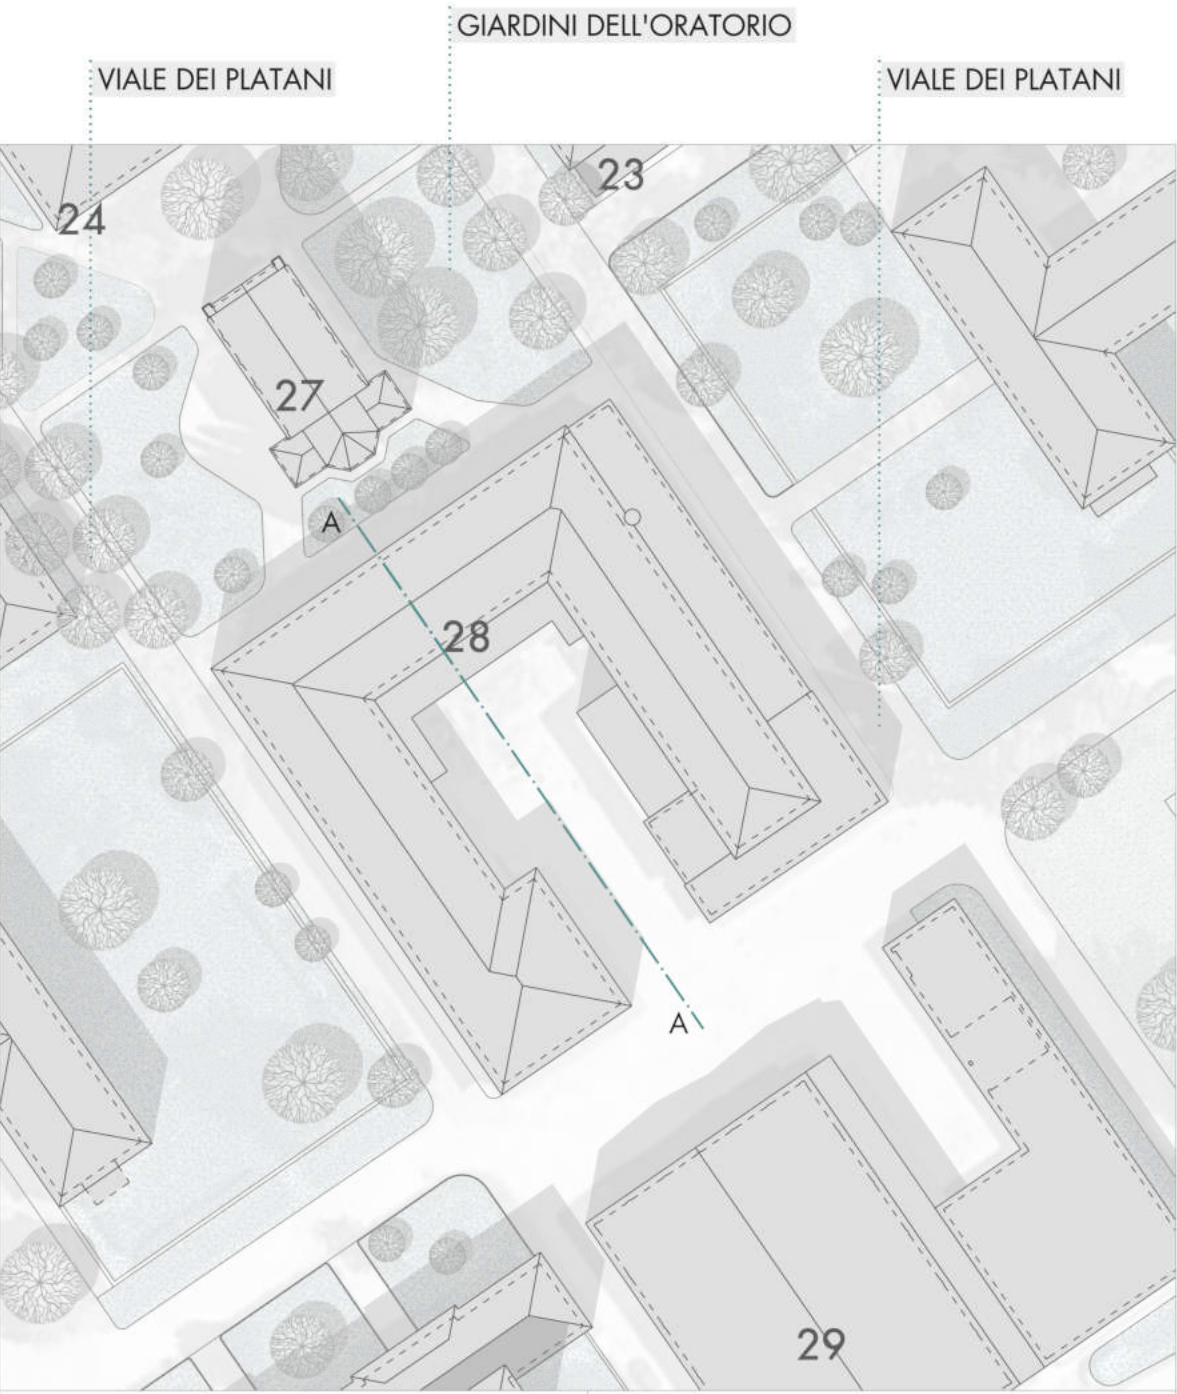 GIARDINI DELL'ORATORIO
VIALE DEI PLATANI
VIALE DEI PLATANI
23
24
27
A
28
A
29